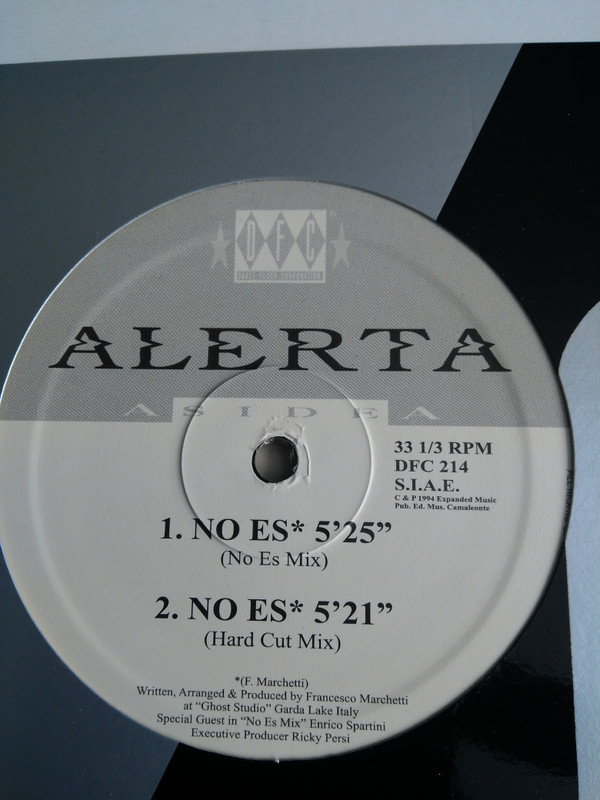 DFC
DANCE FLOOR CORPORATION
ALERTA
A SIDE A
33 1/3 RPM
DFC 214
S.I.A.E.
C & P 1994 Expanded Music
Pub. Ed. Mus. Camaleonte
1. NO ES* 5’25”
(No Es Mix)
2. NO ES* 5’21”
(Hard Cut Mix)
*(F. Marchetti)
Written, Arranged & Produced by Francesco Marchetti
at “Ghost Studio” Garda Lake Italy
Special Guest in “No Es Mix” Enrico Spartini
Executive Producer Ricky Persi